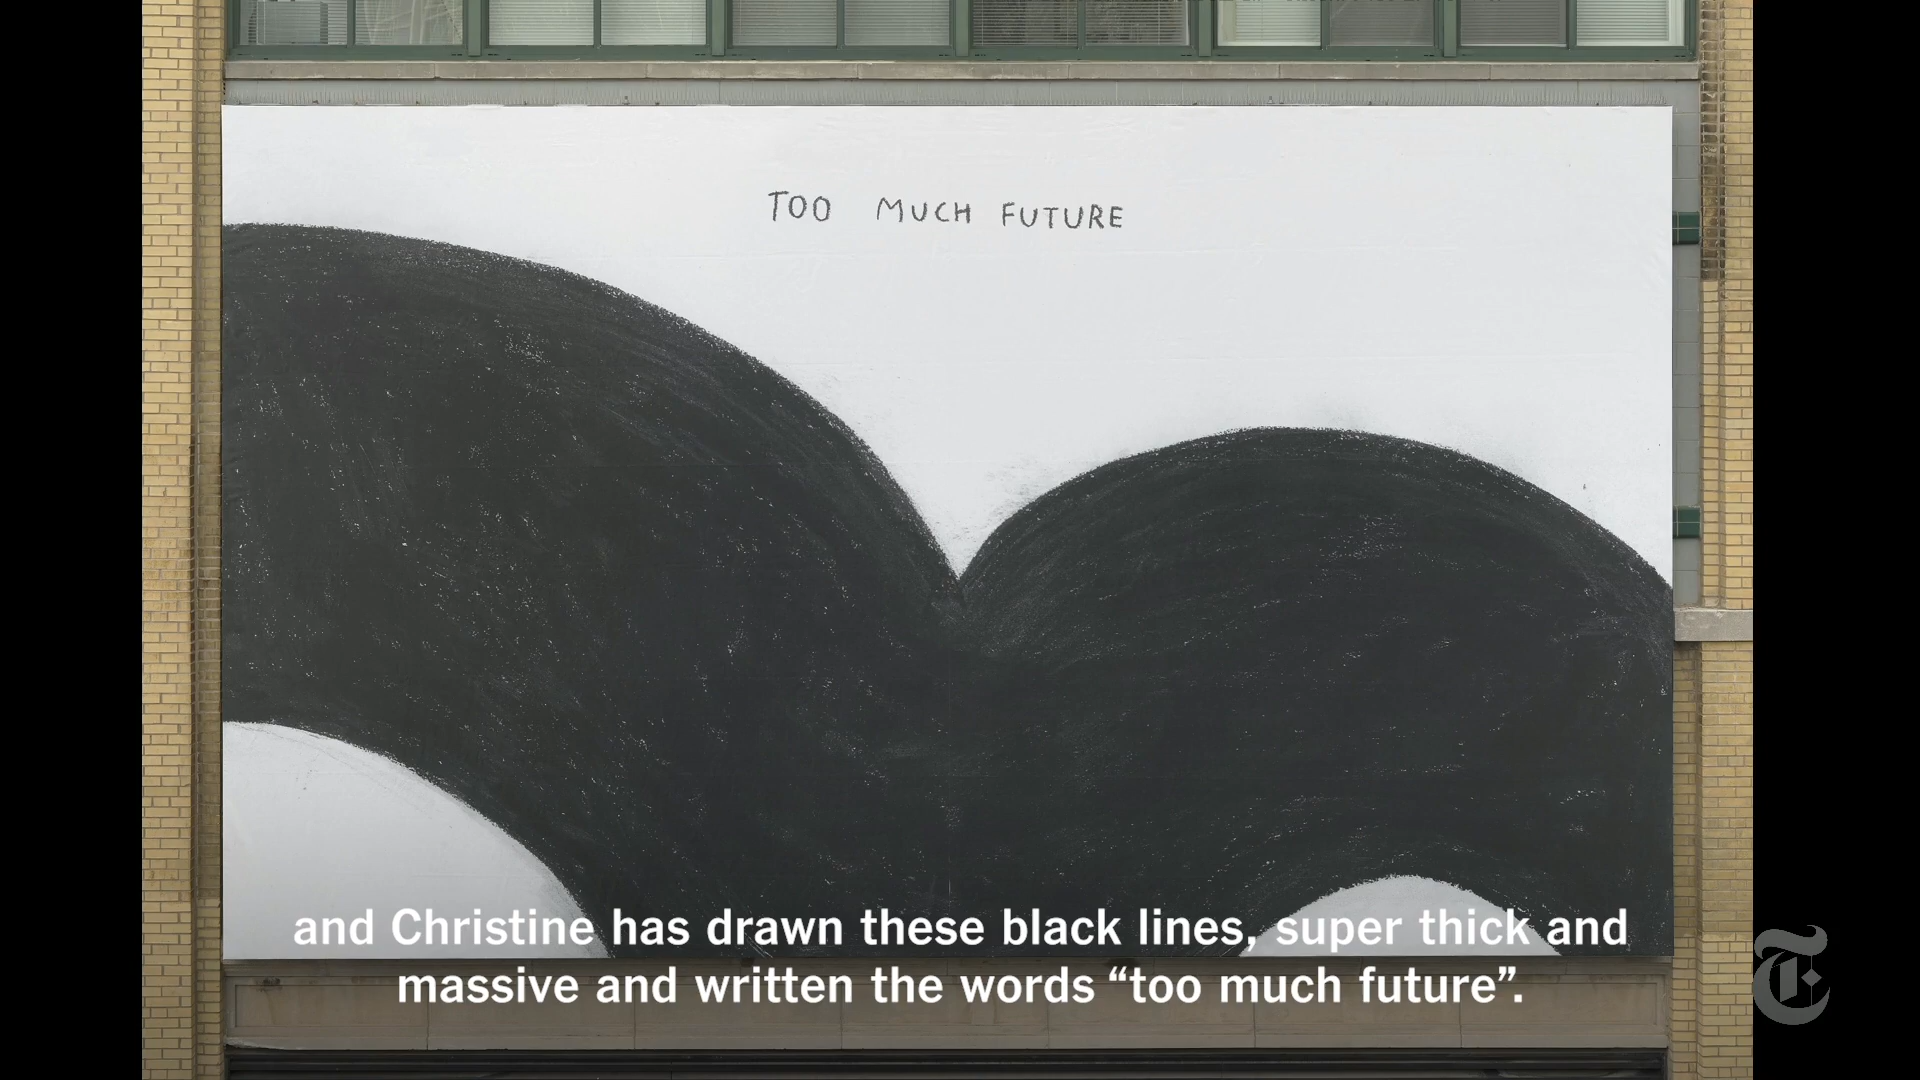 TOO MUCH FUTURE
and Christine has drawn these black lines, super thick and
massive and written the words “too much future”.
T